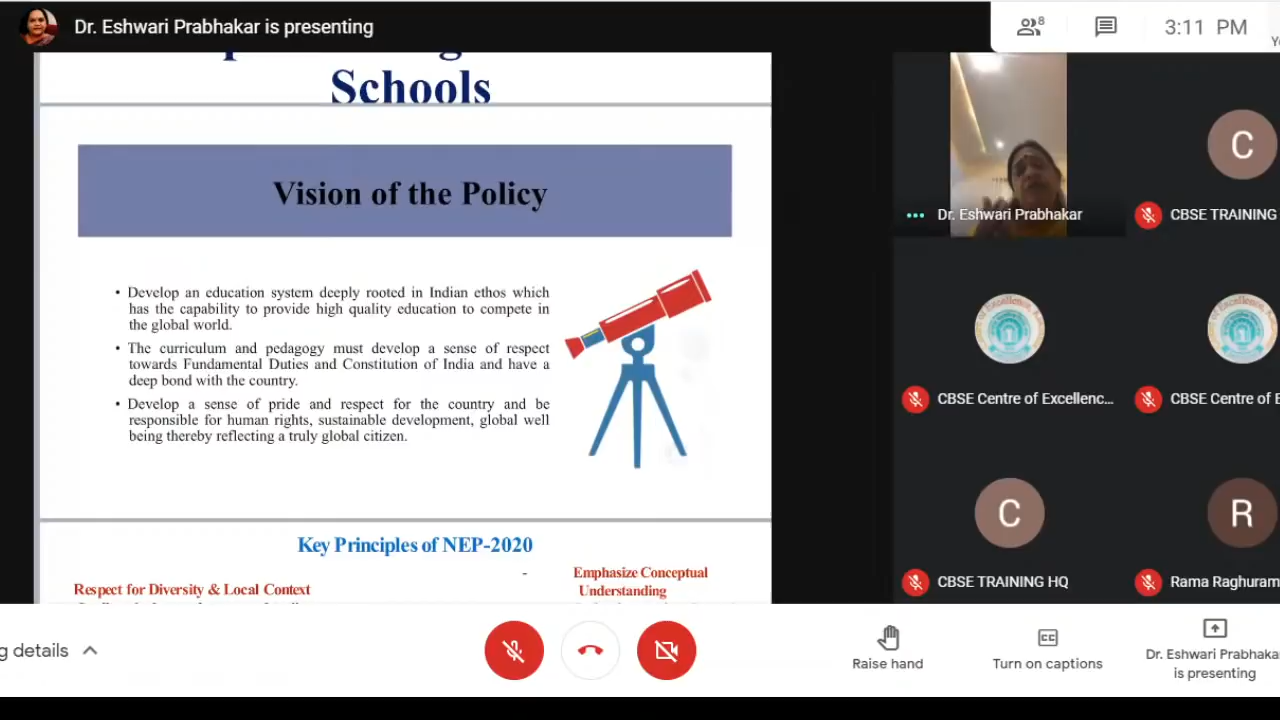 Dr. Eshwari Prabhakar is presenting
8
3:11 PM
Schools
Vision of the Policy
• Develop an education system deeply rooted in Indian ethos which
has the capability to provide high quality education to compete in
the global world.
• The curriculum and pedagogy must develop a sense of respect
towards Fundamental Duties and Constitution of India and have a
deep bond with the country.
• Develop a sense of pride and respect for the country and be
responsible for human rights, sustainable development, global well
being thereby reflecting a truly global citizen.
Key Principles of NEP-2020
-
Respect for Diversity & Local Context
Emphasize Conceptual
Understanding
Dr. Eshwari Prabhakar
C
CBSE TRAINING
CBSE Centre of Excellenc...
CBSE Centre of E
C
CBSE TRAINING HQ
R
Rama Raghuram
g details
Raise hand
CC
Turn on captions
Dr. Eshwari Prabhaka
is presenting